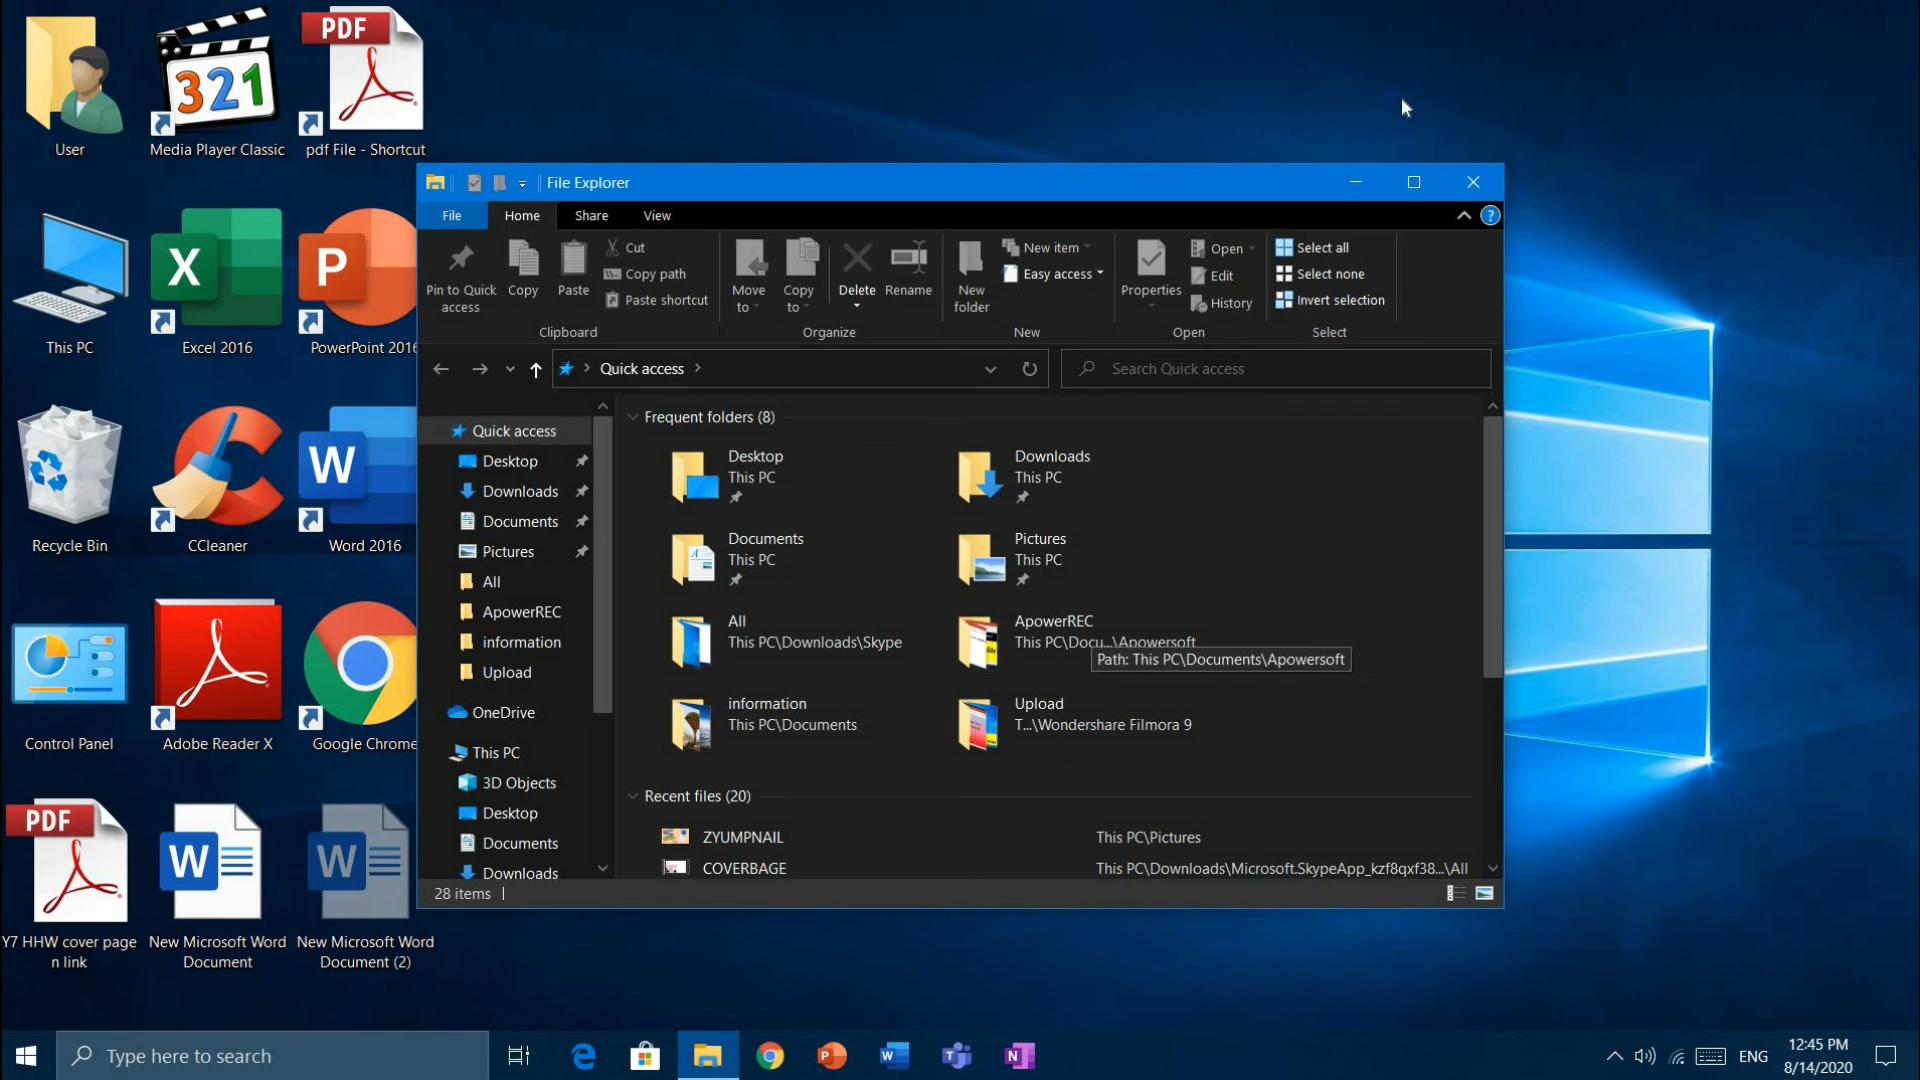 User
321
Media Player Classic
PDF
pdf File - Shortcut
This PC
X
Excel 2016
P
PowerPoint 2016
Recycle Bin
CCleaner
W
Word 2016
Control Panel
Adobe Reader X
Google Chrome
PDF
Y7 HHW cover page
n link
W
New Microsoft Word
Document
W
New Microsoft Word
Document (2)
File Explorer
File
Home
Share
View
?
Pin to Quick
access
Copy
Paste
Cut
Copy path
Paste shortcut
Clipboard
Move
to
Copy
to
Delete
Rename
Organize
New
folder
New item
Easy access
New
Properties
Open
Edit
History
Open
Select all
Select none
Invert selection
Select
Quick access
Search Quick access
Quick access
Desktop
Downloads
Documents
Pictures
All
ApowerREC
information
Upload
OneDrive
This PC
3D Objects
Desktop
Documents
Downloads
Frequent folders (8)
Desktop
This PC
Downloads
This PC
Documents
This PC
Pictures
This PC
All
This PC\Downloads\Skype
ApowerREC
This PC\Docu...\Apowersoft
Path: This PC\Documents\Apowersoft
information
This PC\Documents
Upload
T...\Wondershare Filmora 9
Recent files (20)
ZYUMPNAIL
This PC\Pictures
COVERBAGE
This PC\Downloads\Microsoft.SkypeApp_kzf8qxf38...\All
28 items
Type here to search
P
W
T
N
ENG
12:45 PM
8/14/2020